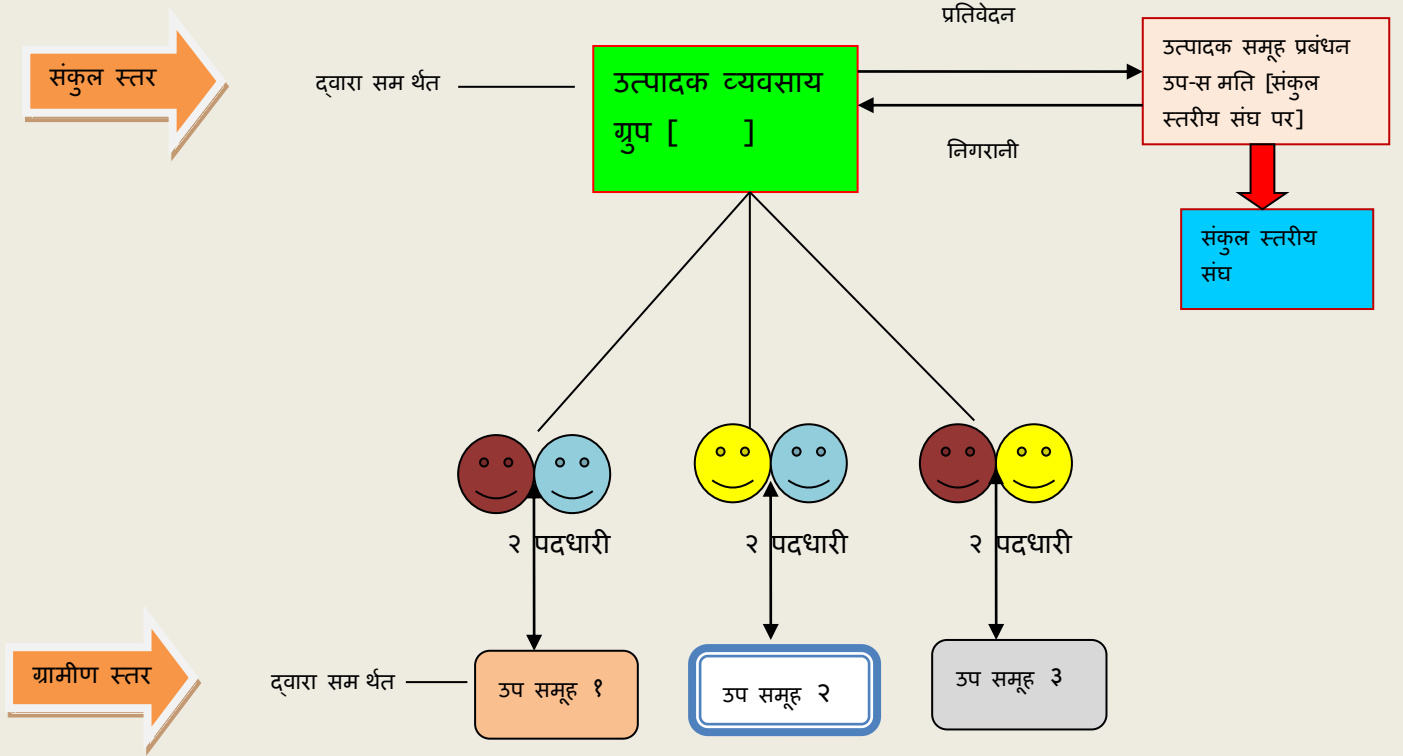 प्रतिवेदन
संकुल स्तर
द्वारा सम र्थत
उत्पादक व्यवसाय
ग्रुप [ ]
उत्पादक समूह प्रबंधन
उप-स मति [संकुल
स्तरीय संघ पर]
निगरानी
संकुल स्तरीय
संघ
२ पदधारी
२ पदधारी
२ पदधारी
ग्रामीण स्तर
द्वारा सम र्थत
उप समूह १
उप समूह २
उप समूह ३